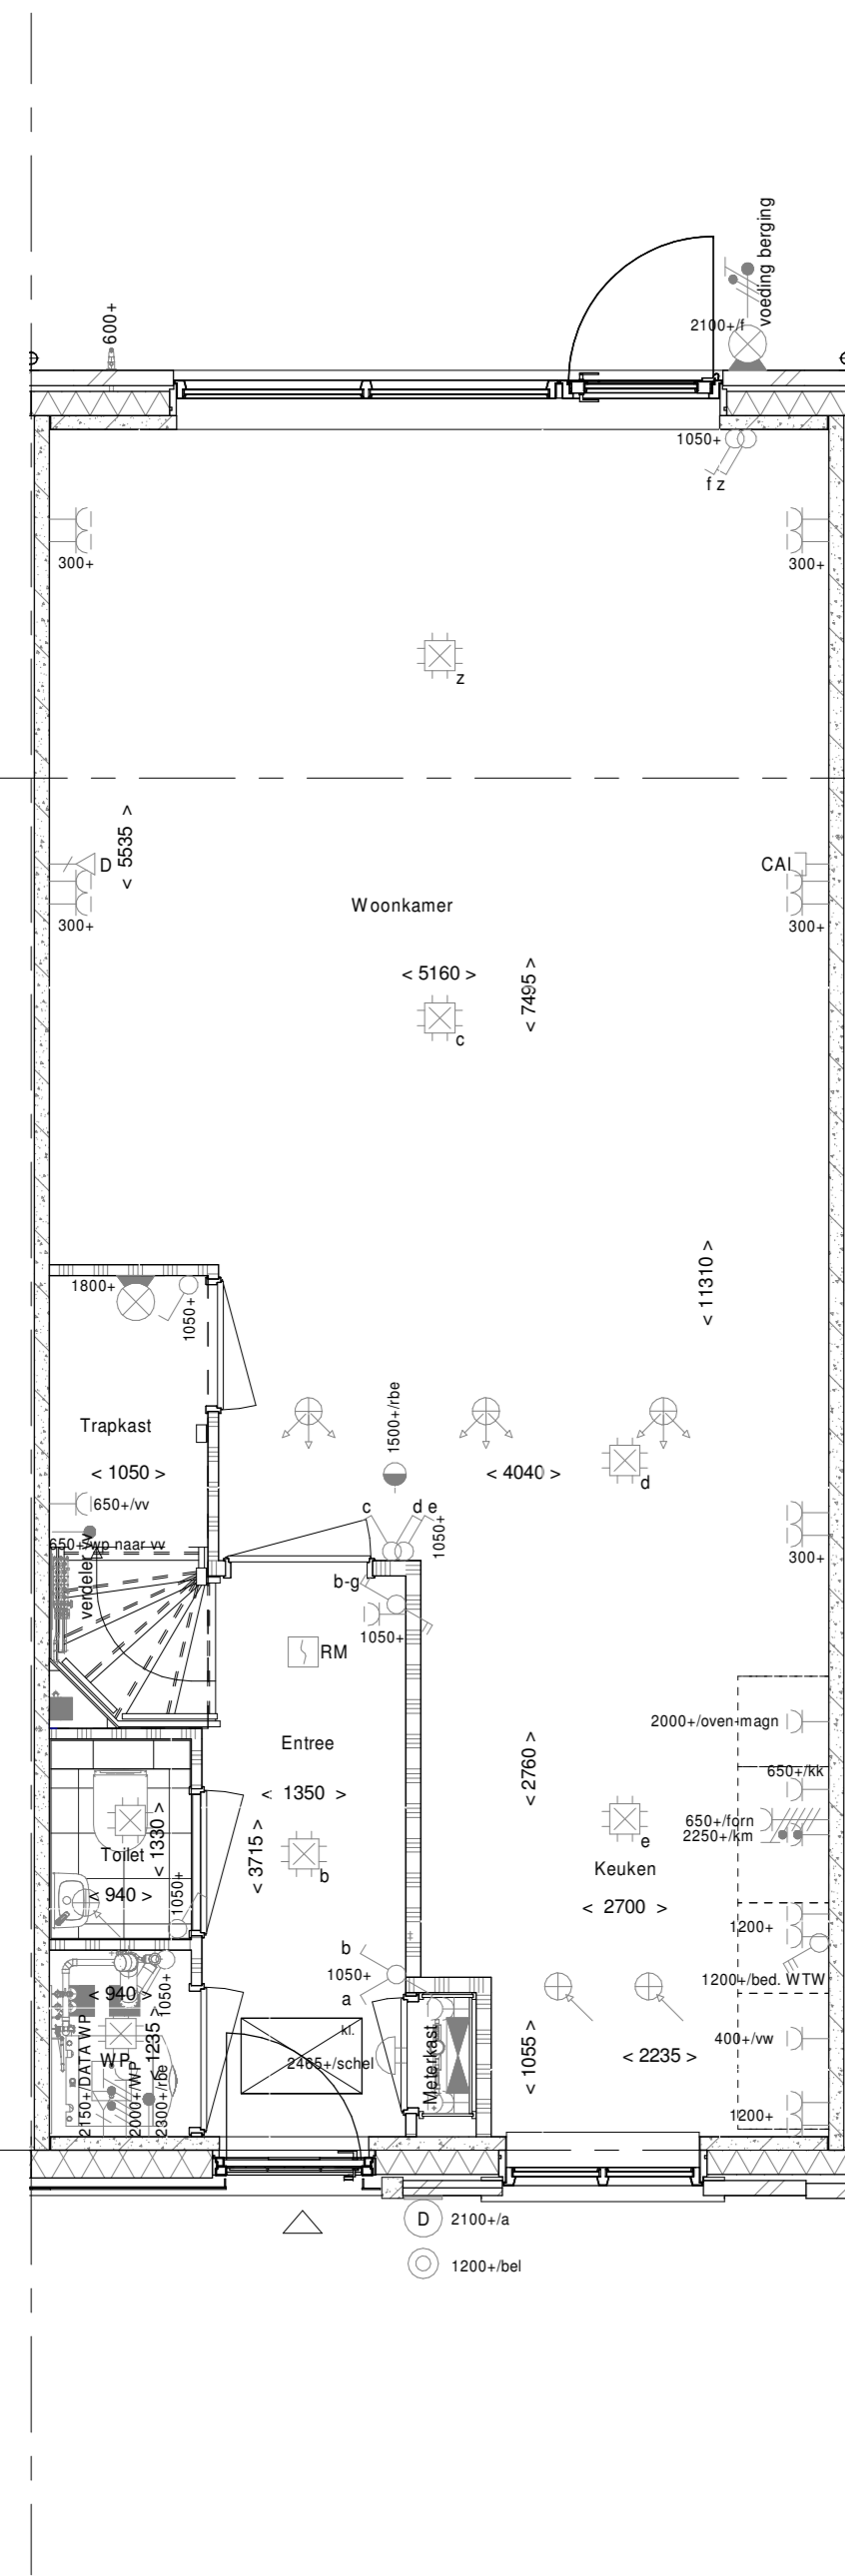 voeding berging
600+
2100+/f
1050+
f z
300+
300+
z
D
< 5535 >
CAI
Woonkamer
300+
300+
< 5160 >
< 7495 >
c
< 11310 >
1800+
1050+
1500+/rbe
Trapkast
< 1050 >
< 4040 >
d
650+/vv
c
d e
1050+
650+/wp naar vv
verdeler vv
300+
b-g
1050+
RM
2000+/oven-magn
Entree
650+/kk
< 1350 >
< 2760 >
650+/forn
2250+/km
e
Toilet
< 1330 >
< 3715 >
b
Keuken
< 940 >
1050+
< 2700 >
1200+
b
1050+
a
1200+/bed. WTW
< 940 >
1050+
kl.
400+/vw
WP
< 1235 >
2465+/schel
Meterkast
< 1055 >
< 2235 >
2150+/DATA WP
2000+/WP
2300+/rbe
1200+
D
2100+/a
1200+/bel